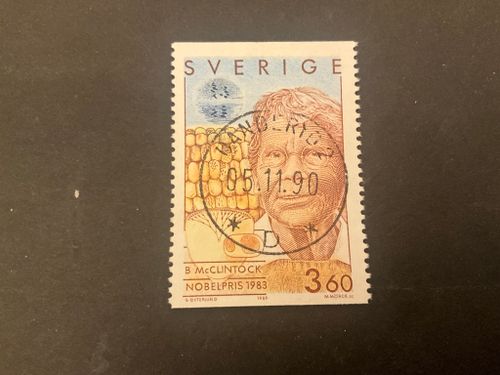 SVERIGE
05.11.90
D
B McCLINTOCK
NOBELPRIS 1983
3 60